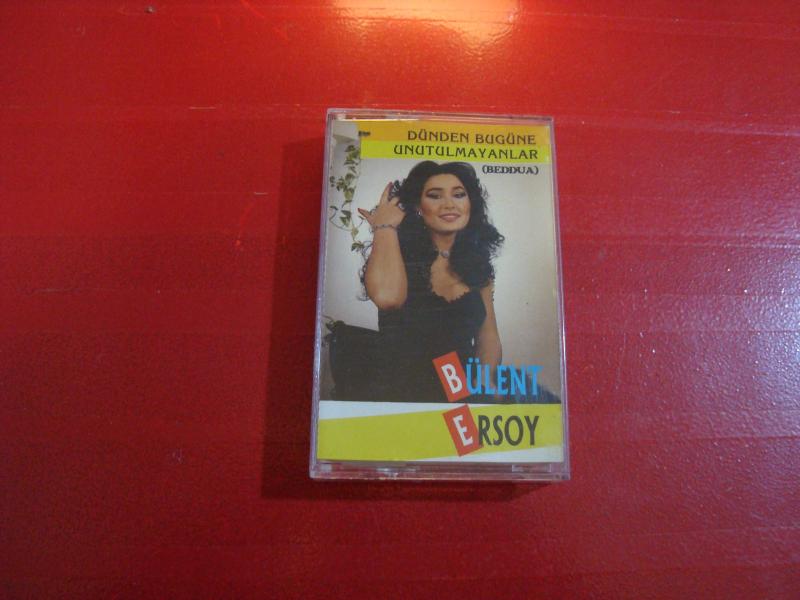 DÜNDEN BUGÜNE
UNUTULMAYANLAR
(BEDDUA)
BÜLENT
ERSOY